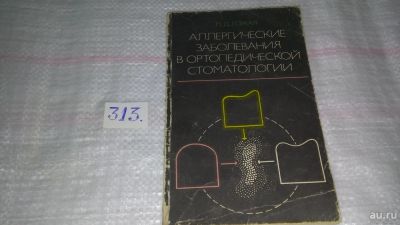 313.
АЛЛЕРГИЧЕСКИЕ
ЗАБОЛЕВАНИЯ
В ОРТОПЕДИЧЕСКОЙ
СТОМАТОЛОГИИ
au.ru